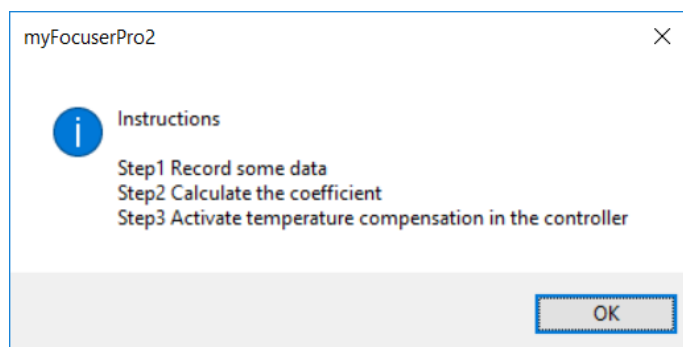 myFocuserPro2
Instructions
Step1 Record some data
Step2 Calculate the coefficient
Step3 Activate temperature compensation in the controller
OK